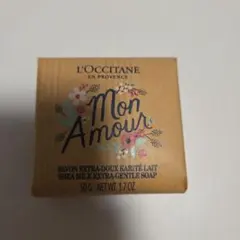 L'OCCITANE
EN PROVENCE
Mon
Amour
SAVON EXTRA-DOUX KARITÉ LAIT
SHEA MILK EXTRA-GENTLE SOAP
50 G - NET WT. 1.7 OZ.